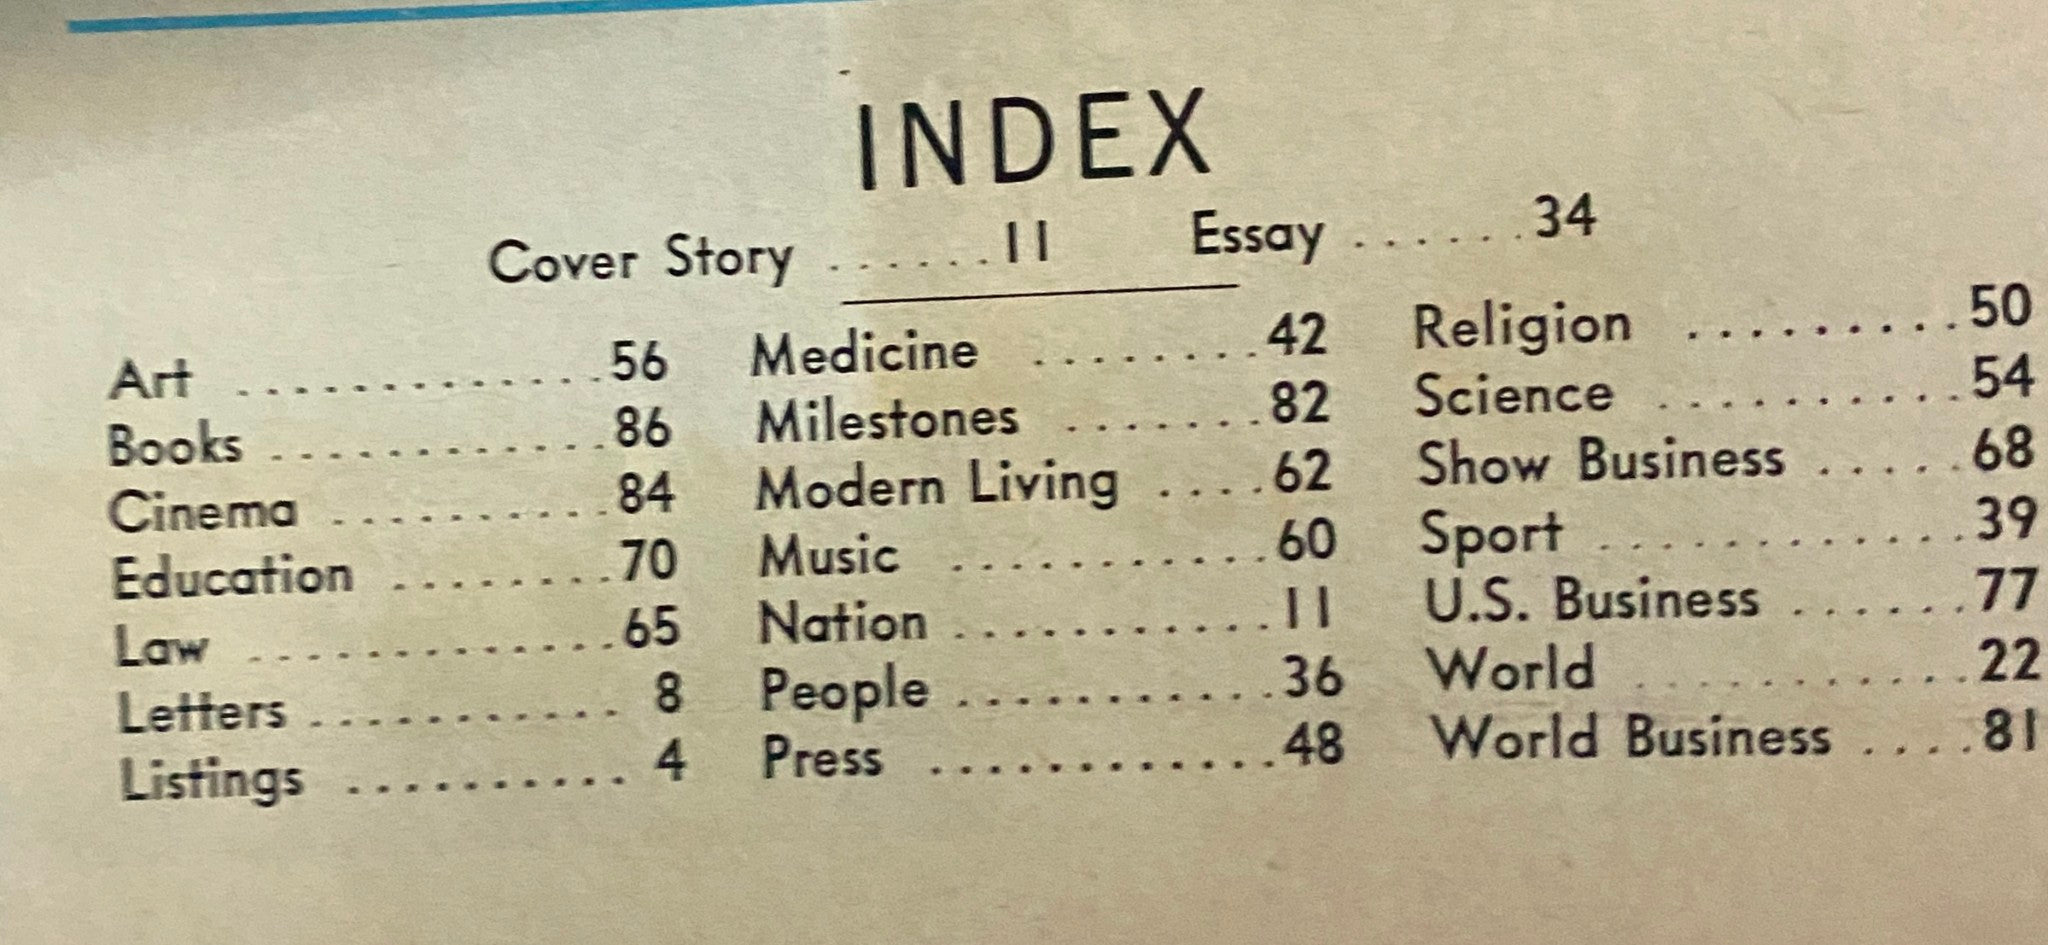 INDEX
Cover Story ......11 Essay ......34
Art .............56
Books ............86
Cinema ..........84
Education ........70
Law .............65
Letters ........... 8
Listings .......... 4
Medicine ........42
Milestones .......82
Modern Living ....62
Music ...........60
Nation ...........11
People ...........36
Press ............48
Religion ..........50
Science ...........54
Show Business .....68
Sport .............39
U.S. Business ......77
World ............22
World Business ....81